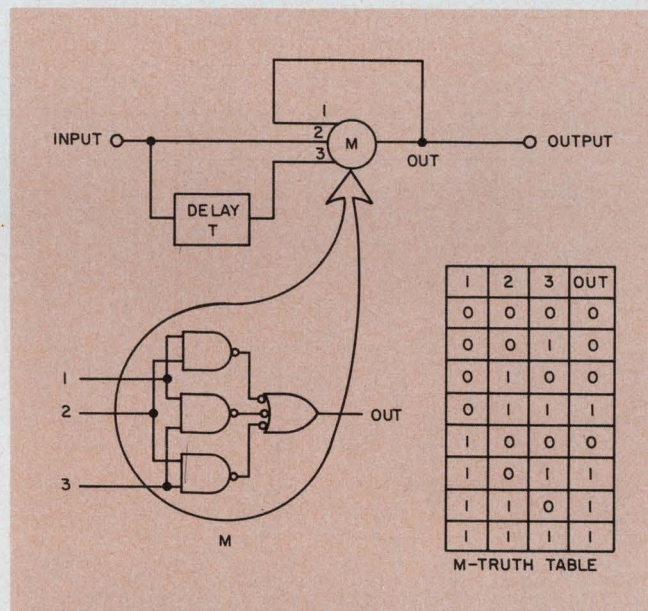 1
2
3
INPUT
M
OUT
OUTPUT
DELAY
T
1
2
3
OUT
M
1 2 3 OUT
0 0 0 0
0 0 1 0
0 1 0 0
0 1 1 1
1 0 0 0
1 0 1 1
1 1 0 1
1 1 1 1
M-TRUTH TABLE